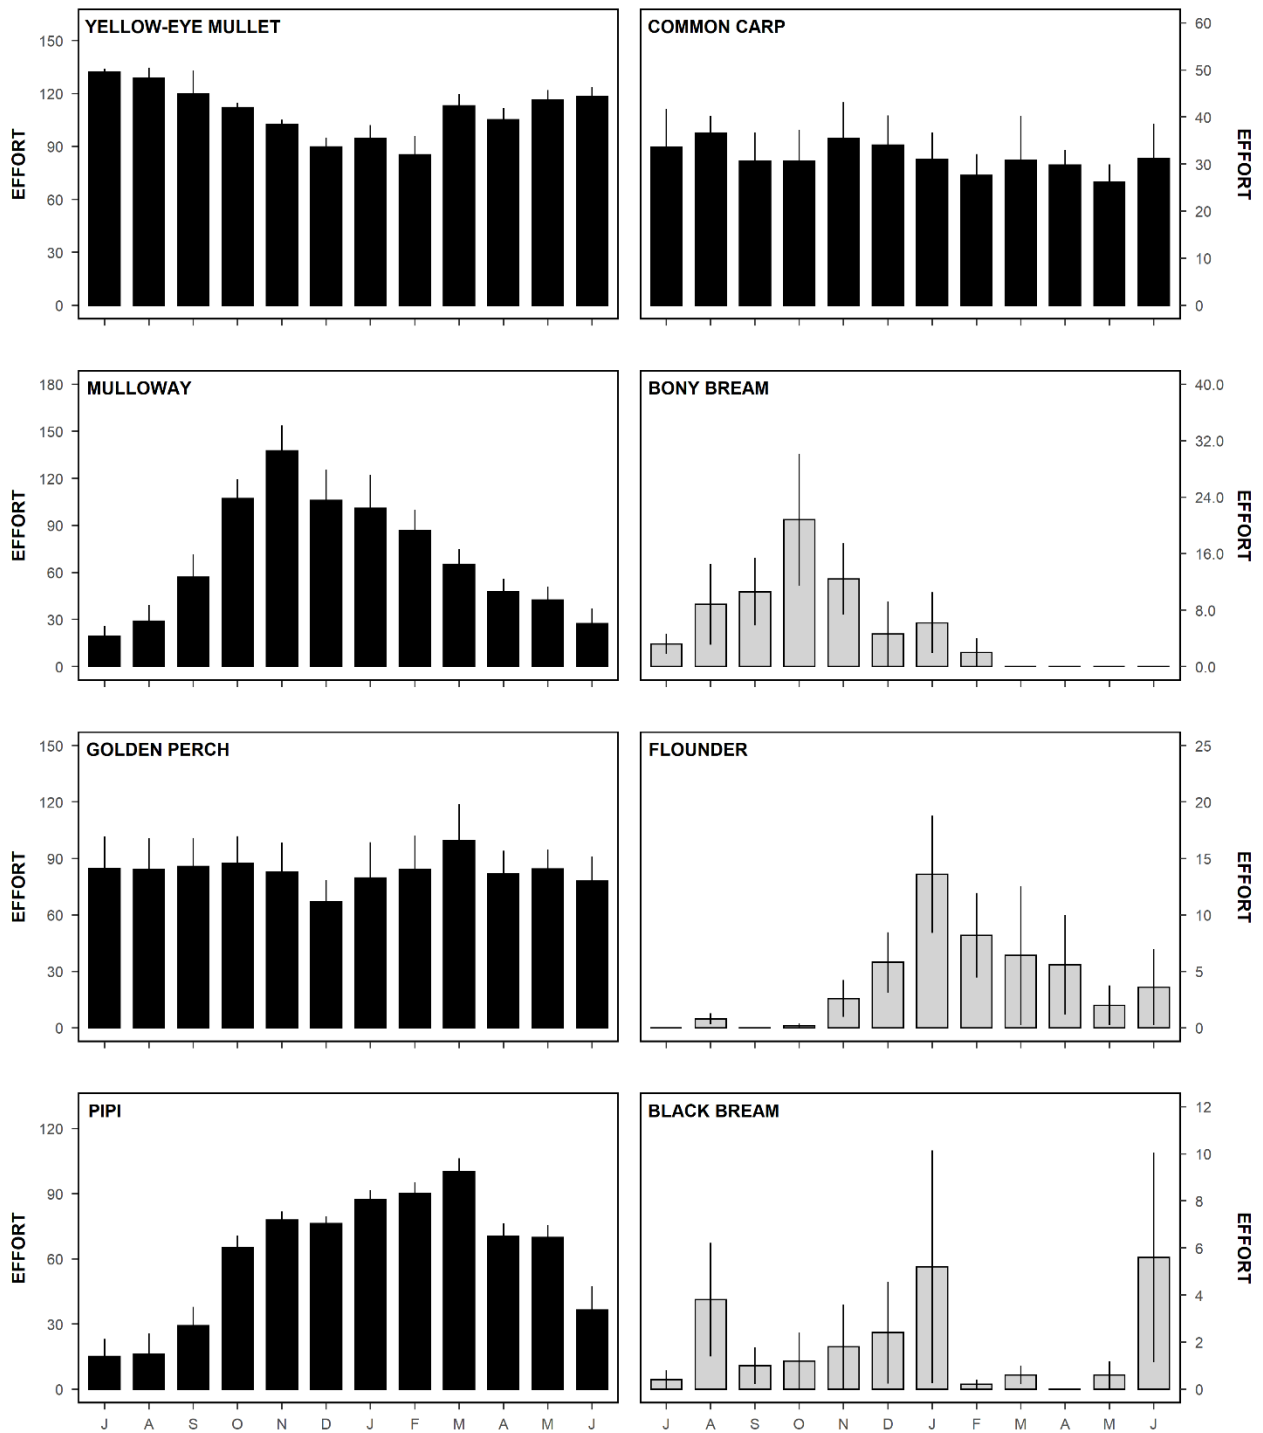 YELLOW-EYE MULLET
EFFORT
150
120
90
60
30
0
COMMON CARP
60
50
40
30
20
10
0
EFFORT
MULLOWAY
EFFORT
180
150
120
90
60
30
0
BONY BREAM
40.0
32.0
24.0
16.0
8.0
0.0
EFFORT
GOLDEN PERCH
EFFORT
150
120
90
60
30
0
FLOUNDER
25
20
15
10
5
0
EFFORT
PIPI
EFFORT
120
90
60
30
0
J A S O N D J F M A M J
BLACK BREAM
12
10
8
6
4
2
0
EFFORT
J A S O N D J F M A M J